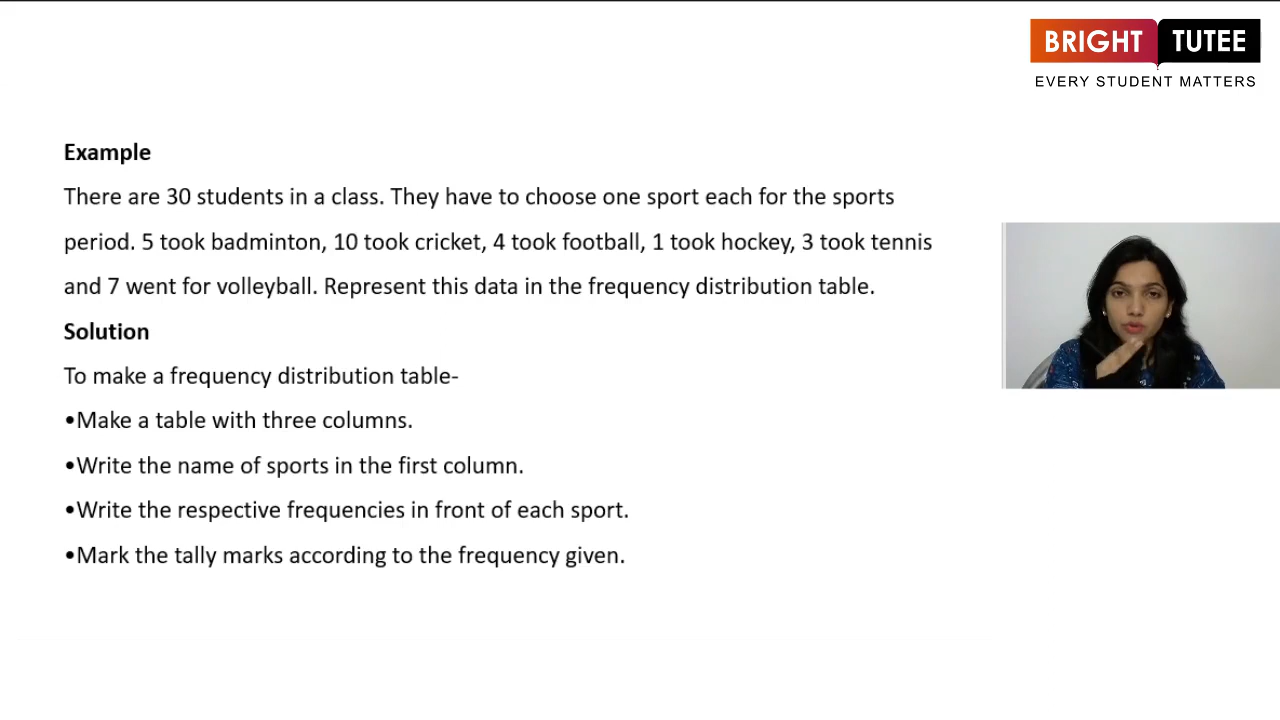 BRIGHT TUTEE
EVERY STUDENT MATTERS
Example
There are 30 students in a class. They have to choose one sport each for the sports
period. 5 took badminton, 10 took cricket, 4 took football, 1 took hockey, 3 took tennis
and 7 went for volleyball. Represent this data in the frequency distribution table.
Solution
To make a frequency distribution table-
•Make a table with three columns.
•Write the name of sports in the first column.
•Write the respective frequencies in front of each sport.
•Mark the tally marks according to the frequency given.